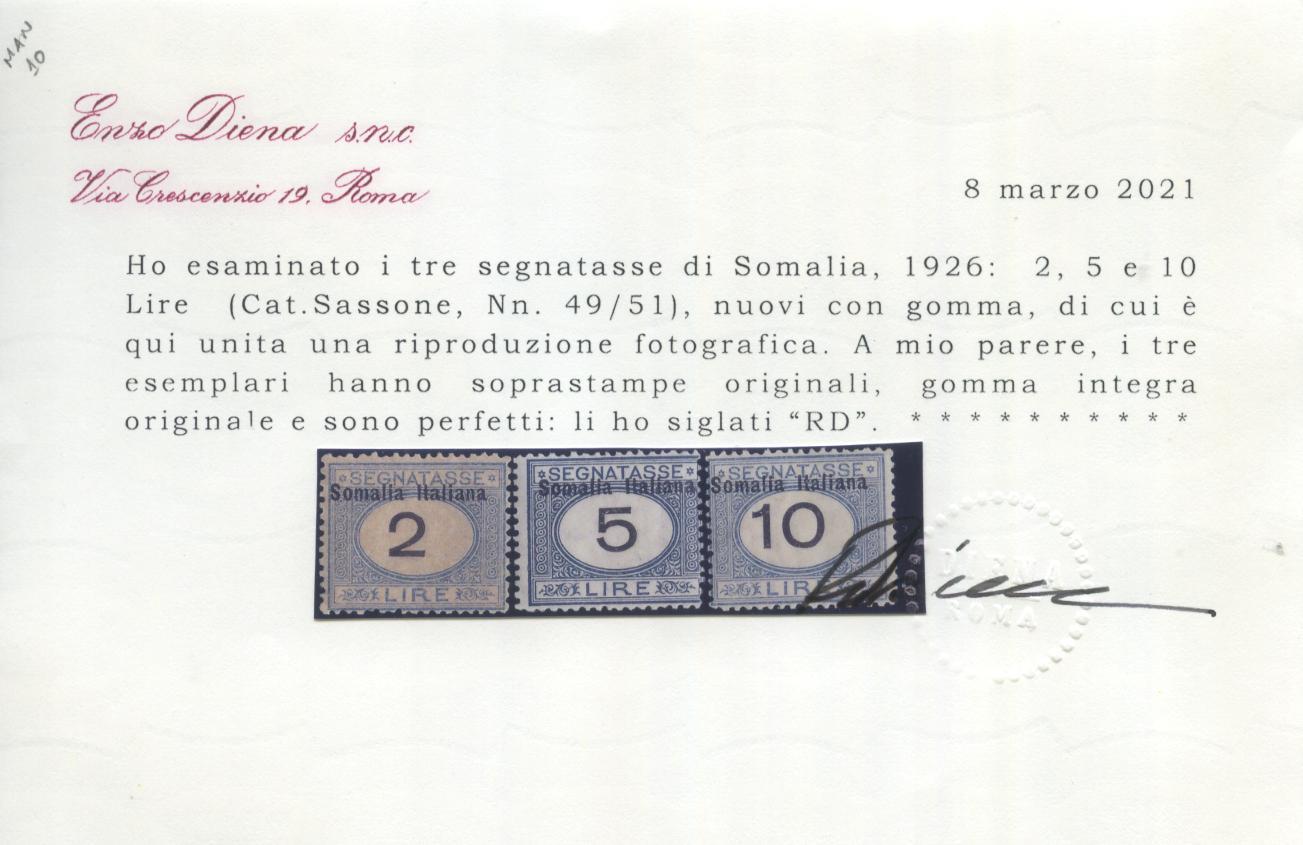 MAN
10
Enzo Diena s.n.c.
Via Crescenzio 19, Roma
8 marzo 2021
Ho esaminato i tre segnatasse di Somalia, 1926: 2, 5 e 10
Lire (Cat.Sassone, Nn. 49/51), nuovi con gomma, di cui è
qui unita una riproduzione fotografica. A mio parere, i tre
esemplari hanno soprastampe originali, gomma integra
originale e sono perfetti: li ho siglati “RD”. * * * * * * * * * *
SEGNATASSE
Somalia Italiana
2
LIRE
SEGNATASSE
Somalia Italiana
5
LIRE
SEGNATASSE
Somalia Italiana
10
LIRE